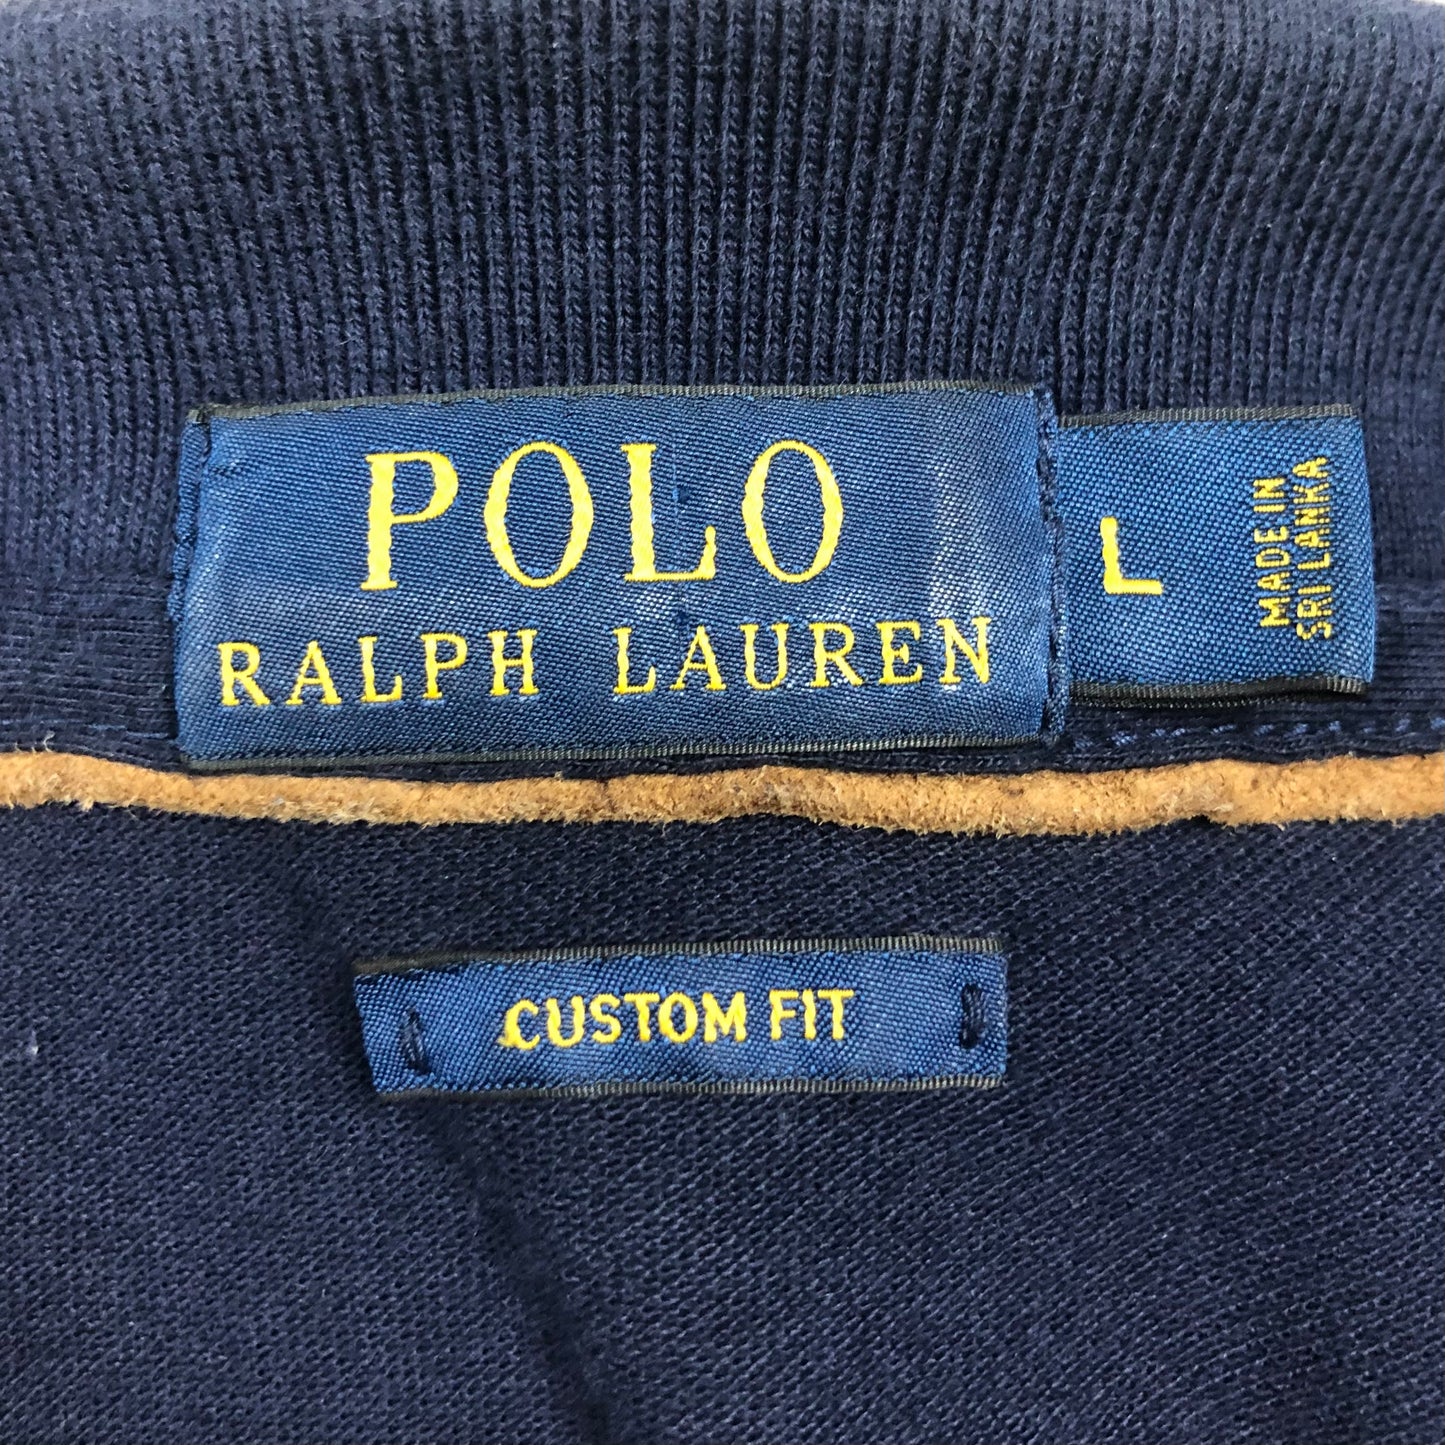 POLO
RALPH LAUREN
L
MADE IN
SRI LANKA
CUSTOM FIT